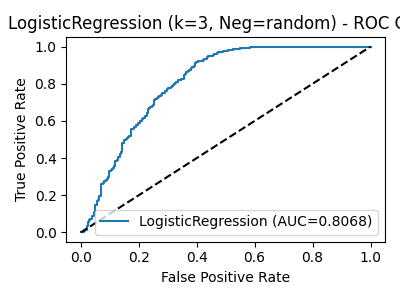 LogisticRegression (k=3, Neg=random) - ROC
1.0
0.8
0.6
0.4
0.2
0.0
True Positive Rate
LogisticRegression (AUC=0.8068)
0.0 0.2 0.4 0.6 0.8 1.0
False Positive Rate